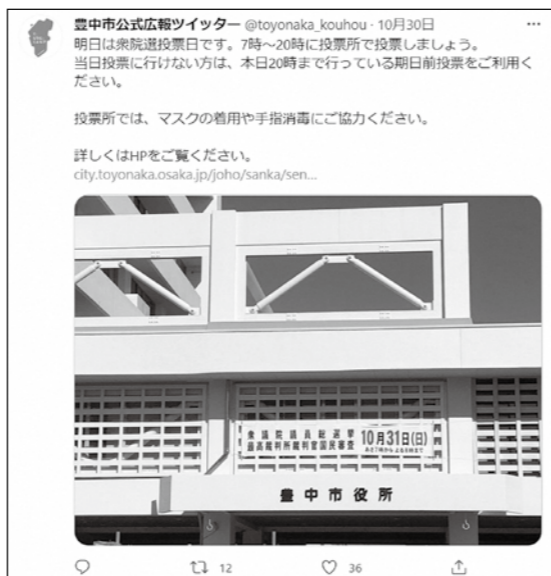 豊中市公式広報ツイッター @toyonaka_kouhou · 10月30日
明日は衆院選投票日です。7時～20時に投票所で投票しましょう。
当日投票に行けない方は、本日20時まで行っている期日前投票をご利用く
ださい。
投票所では、マスクの着用や手指消毒にご協力ください。
詳しくはHPをご覧ください。
city.toyonaka.osaka.jp/joho/sanka/sen...
衆議院議員総選挙
最高裁判所裁判官国民審査
10月31日(日)
豊中市役所
12
36